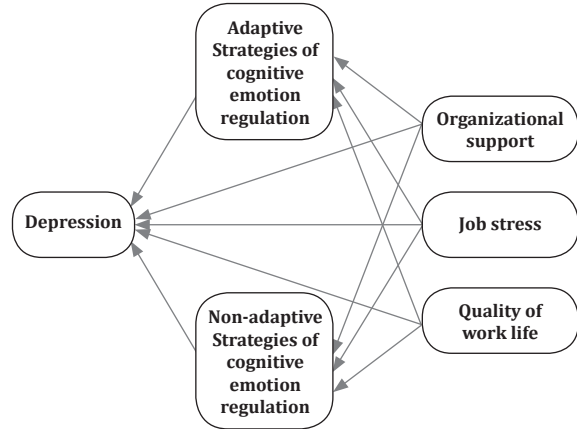 Adaptive
Strategies of
cognitive
emotion
regulation
Organizational
support
Depression
Job stress
Non-adaptive
Strategies of
cognitive
emotion
regulation
Quality of
work life